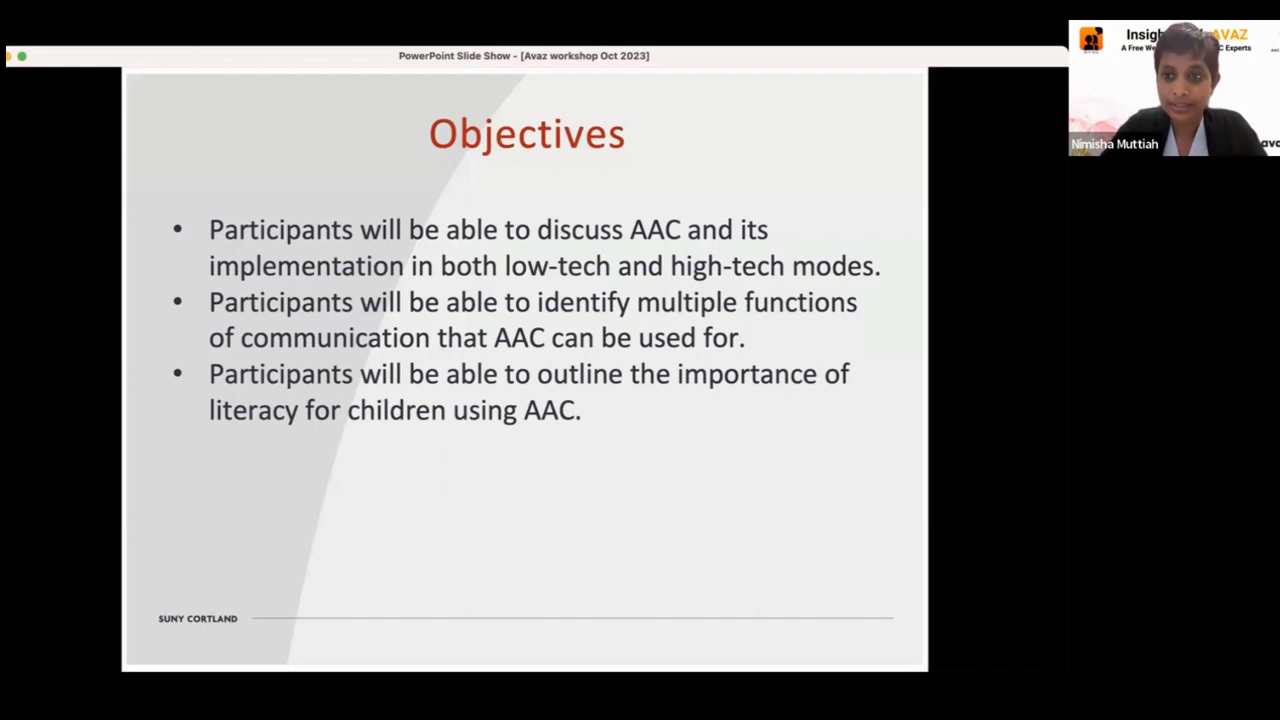 PowerPoint Slide Show - [Avaz workshop Oct 2023]
Objectives
• Participants will be able to discuss AAC and its
implementation in both low-tech and high-tech modes.
• Participants will be able to identify multiple functions
of communication that AAC can be used for.
• Participants will be able to outline the importance of
literacy for children using AAC.
SUNY CORTLAND
AVAZ
A Free
Experts
Nimisha Muttiah